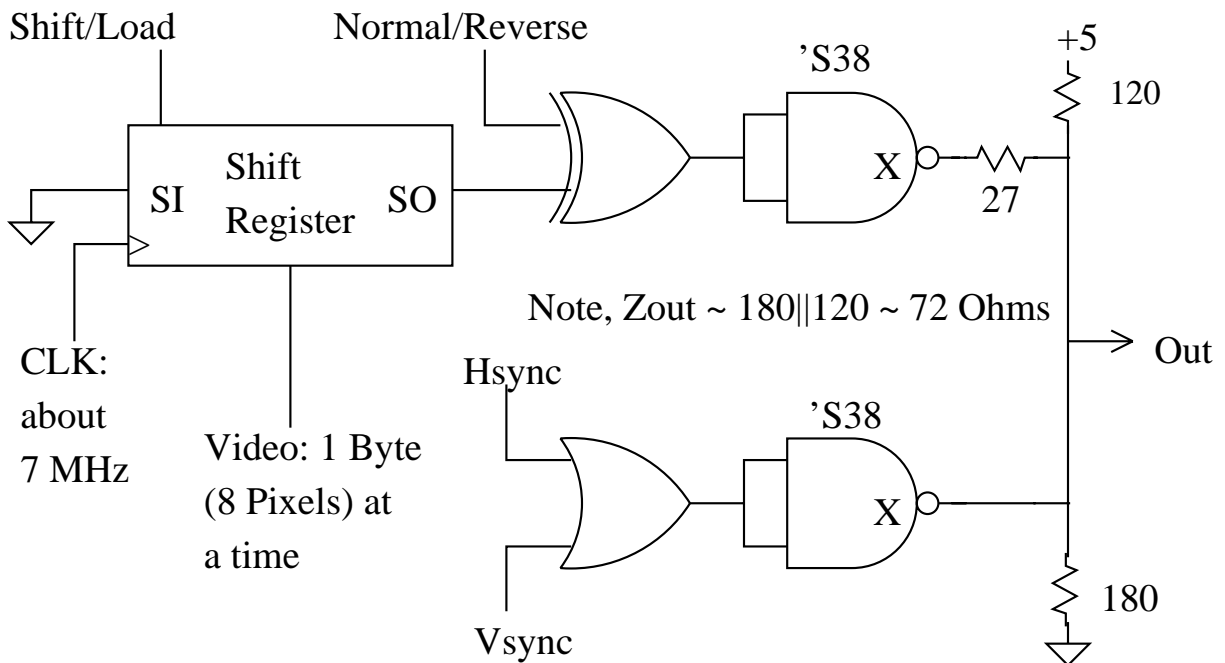 Shift/Load
Normal/Reverse
'S38
+5
120
Shift
Register
SI
SO
X
27
Note, Zout ~ 180||120 ~ 72 Ohms
Out
CLK:
about
7 MHz
Video: 1 Byte
(8 Pixels) at
a time
Hsync
'S38
X
Vsync
180